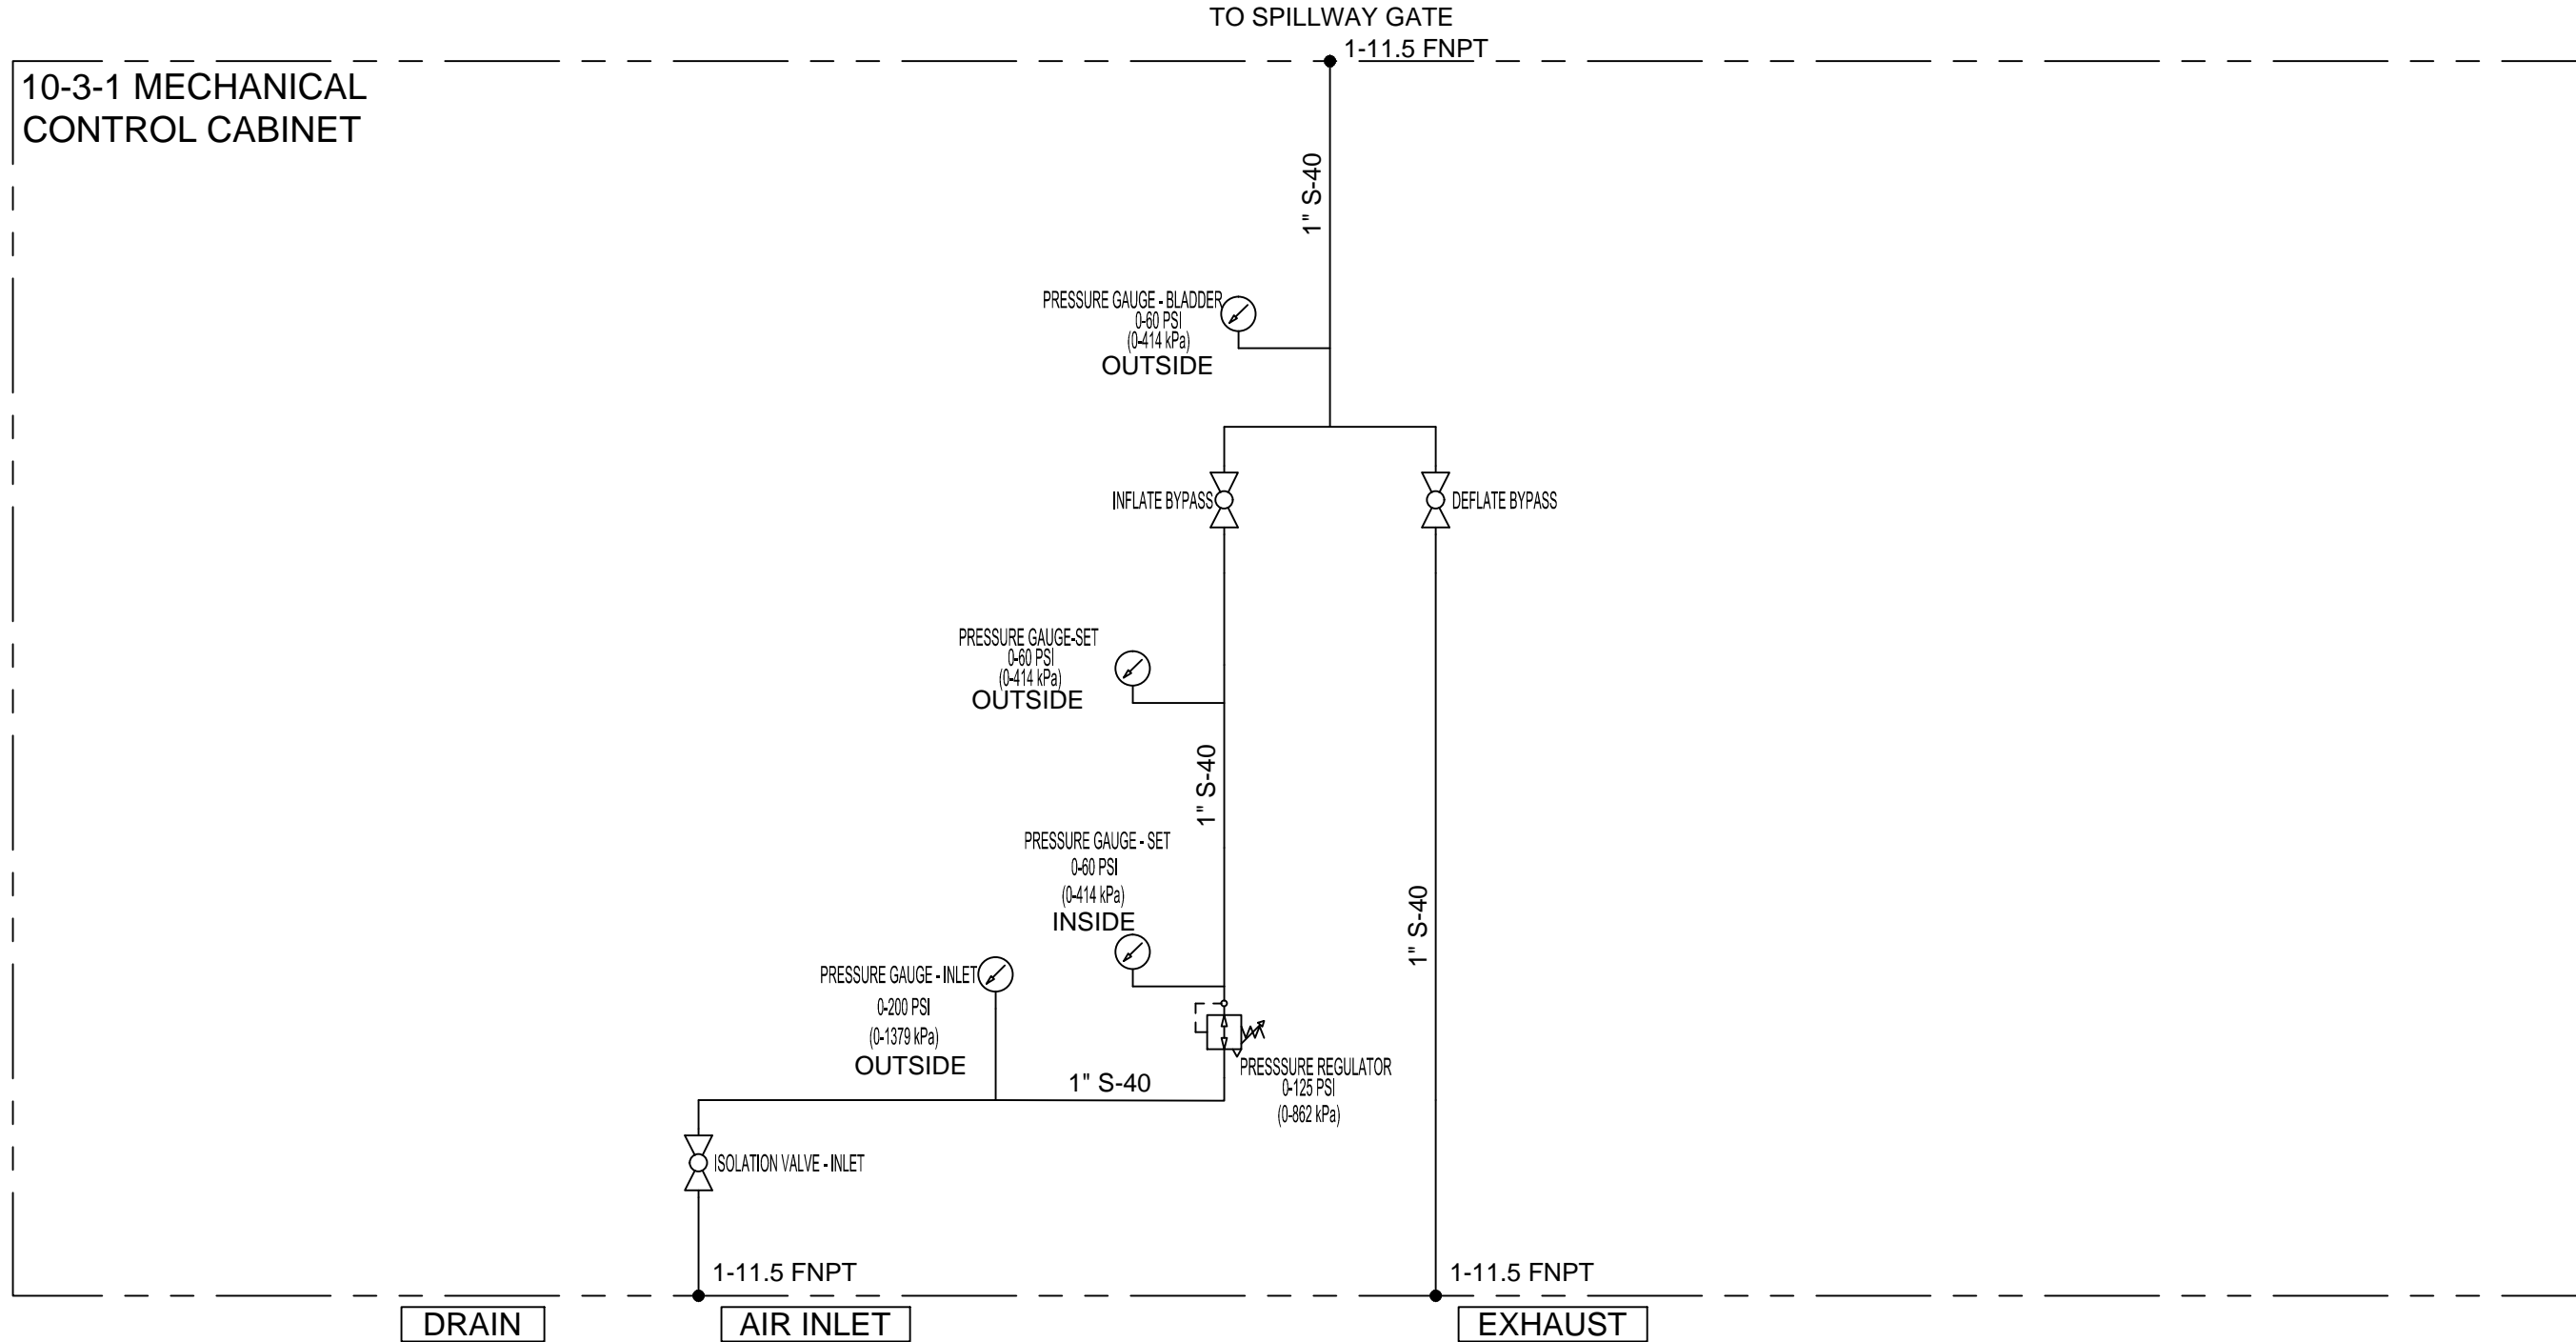 TO SPILLWAY GATE
1-11.5 FNPT
10-3-1 MECHANICAL
CONTROL CABINET
1" S-40
PRESSURE GAUGE - BLADDER
0-60 PSI
(0-414 kPa)
OUTSIDE
INFLATE BYPASS
DEFLATE BYPASS
PRESSURE GAUGE-SET
0-60 PSI
(0-414 kPa)
OUTSIDE
1" S-40
PRESSURE GAUGE - SET
0-60 PSI
(0-414 kPa)
INSIDE
1" S-40
PRESSURE GAUGE - INLET
0-200 PSI
(0-1379 kPa)
OUTSIDE
1" S-40
PRESSSURE REGULATOR
0-125 PSI
(0-862 kPa)
ISOLATION VALVE - INLET
1-11.5 FNPT
1-11.5 FNPT
DRAIN
AIR INLET
EXHAUST